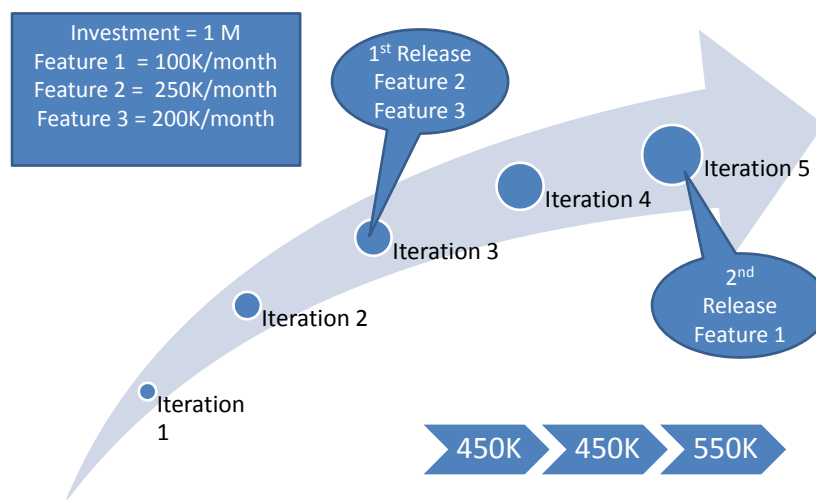 Investment = 1 M
Feature 1 = 100K/month
Feature 2 = 250K/month
Feature 3 = 200K/month
1st Release
Feature 2
Feature 3
Iteration 5
Iteration 4
Iteration 3
2nd
Release
Feature 1
Iteration 2
Iteration
1
450K
450K
550K